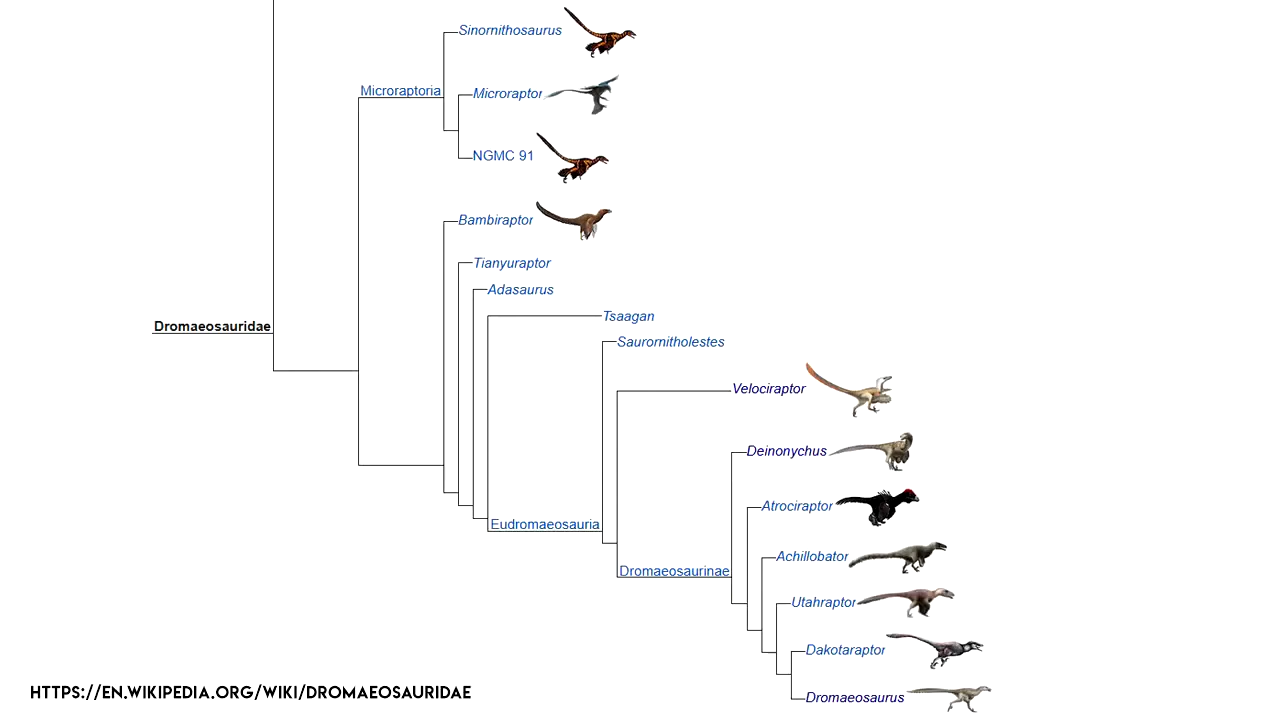 Sinornithosaurus
Microraptoria
Microraptor
NGMC 91
Bambiraptor
Tianyuraptor
Adasaurus
Tsaagan
Dromaeosauridae
Saurornitholestes
Velociraptor
Deinonychus
Atrociraptor
Eudromaeosauria
Achillobator
Dromaeosaurinae
Utahraptor
Dakotaraptor
HTTPS://EN.WIKIPEDIA.ORG/WIKI/DROMAEOSAURIDAE
Dromaeosaurus